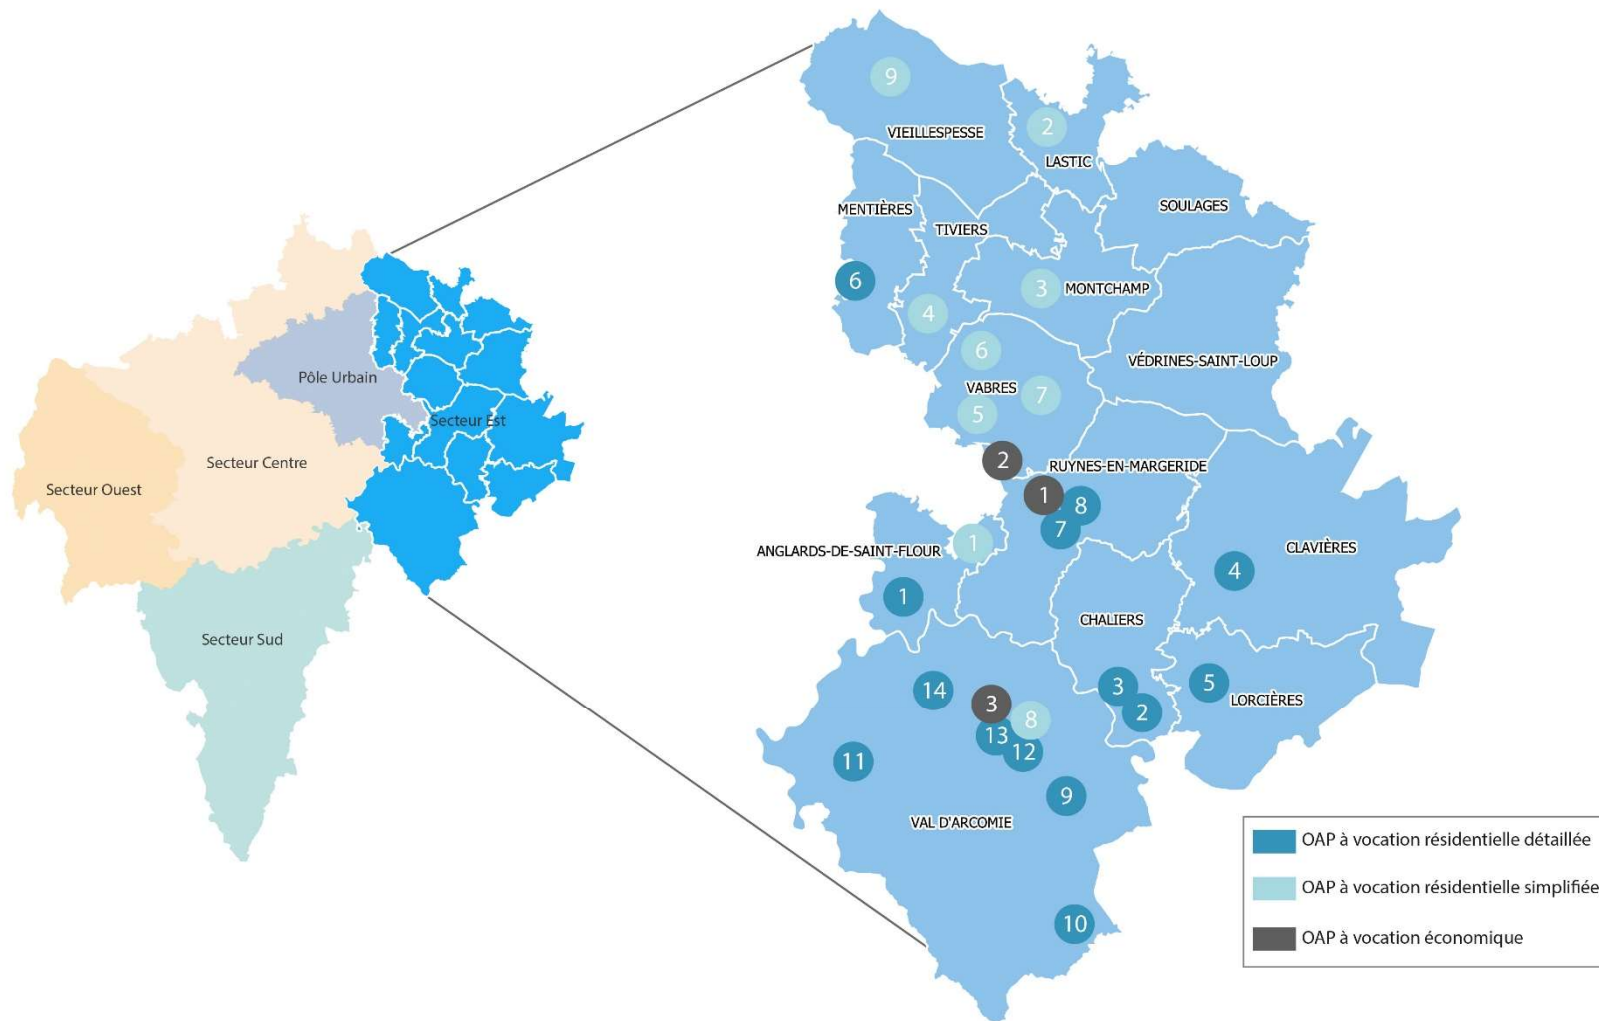 Pôle Urbain
Secteur Est
Secteur Centre
Secteur Ouest
Secteur Sud
9
VIEILLESPESSE
2
LASTIC
MENTIÈRES
SOULAGES
TIVIERS
6
3
MONTCHAMP
4
6
VÉDRINES-SAINT-LOUP
VABRES
7
5
2
RUYNES-EN-MARGERIDE
1
8
7
1
ANGLARDS-DE-SAINT-FLOUR
CLAVIÈRES
4
1
CHALIERS
3
5
14
LORCIÈRES
3
2
8
13
12
11
9
VAL D'ARCOMIE
10
OAP à vocation résidentielle détaillée
OAP à vocation résidentielle simplifiée
OAP à vocation économique